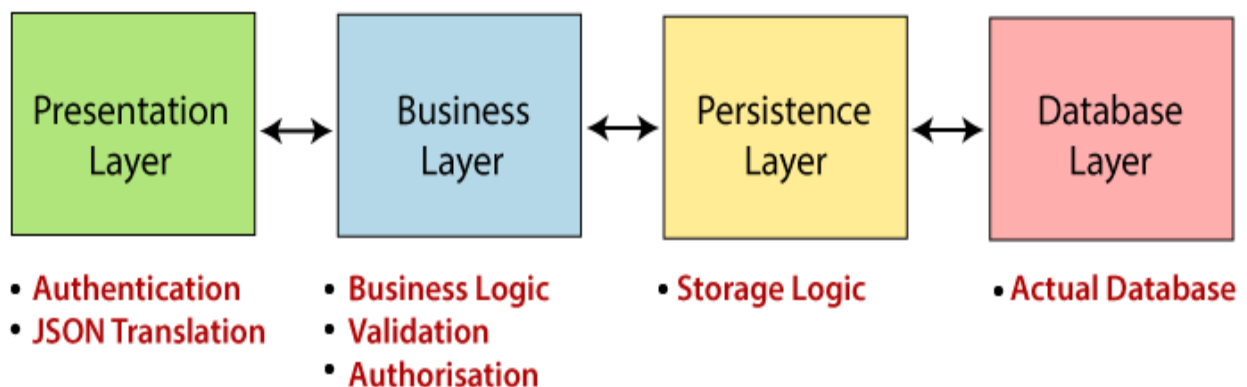 Presentation
Layer
Business
Layer
Persistence
Layer
Database
Layer
• Authentication
• JSON Translation
• Business Logic
• Validation
• Authorisation
• Storage Logic
• Actual Database